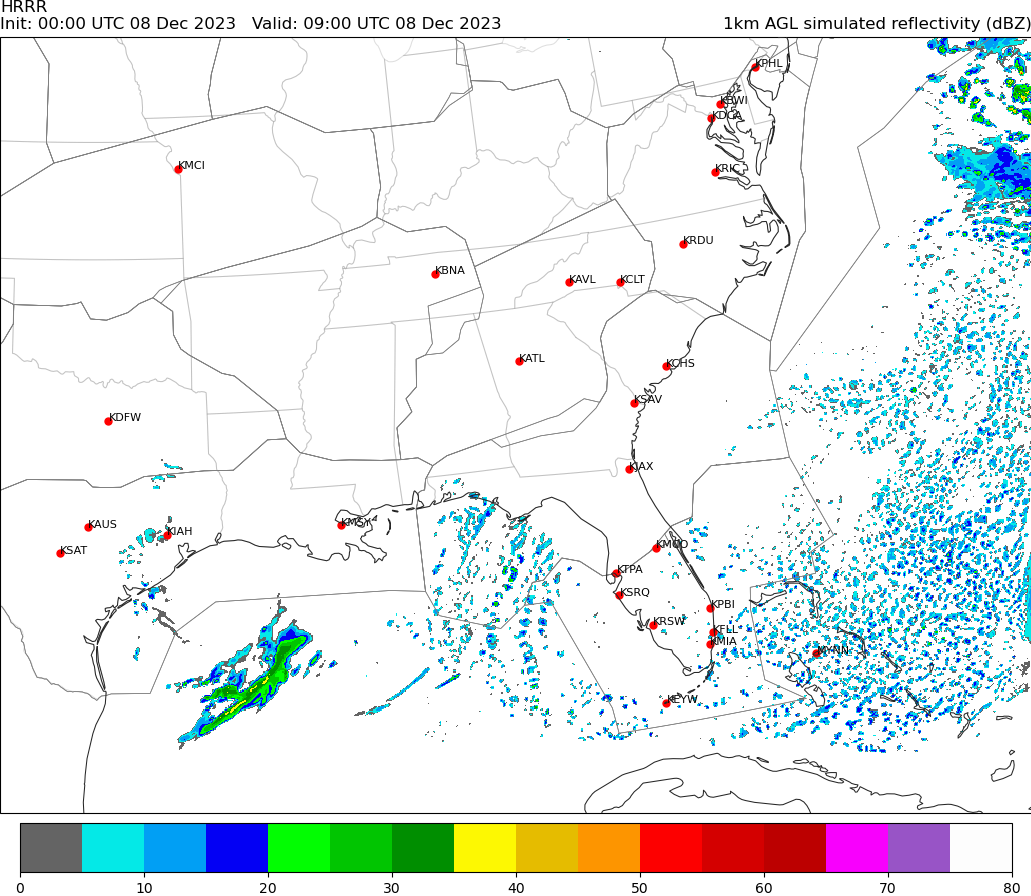 HRRR
Init: 00:00 UTC 08 Dec 2023 Valid: 09:00 UTC 08 Dec 2023 1km AGL simulated reflectivity (dBZ)
KPHL
KBWI
KDCA
KMCI
KRIC
KRDU
KBNA
KAVL KCLT
KATL
KCHS
KSAV
KDFW
KJAX
KAUS KIAH KMSY
KSAT KMCO
KTPA
KSRQ
KPBI
KRSW KFLL
KMIA
MYNN
KEYW
0 10 20 30 40 50 60 70 80